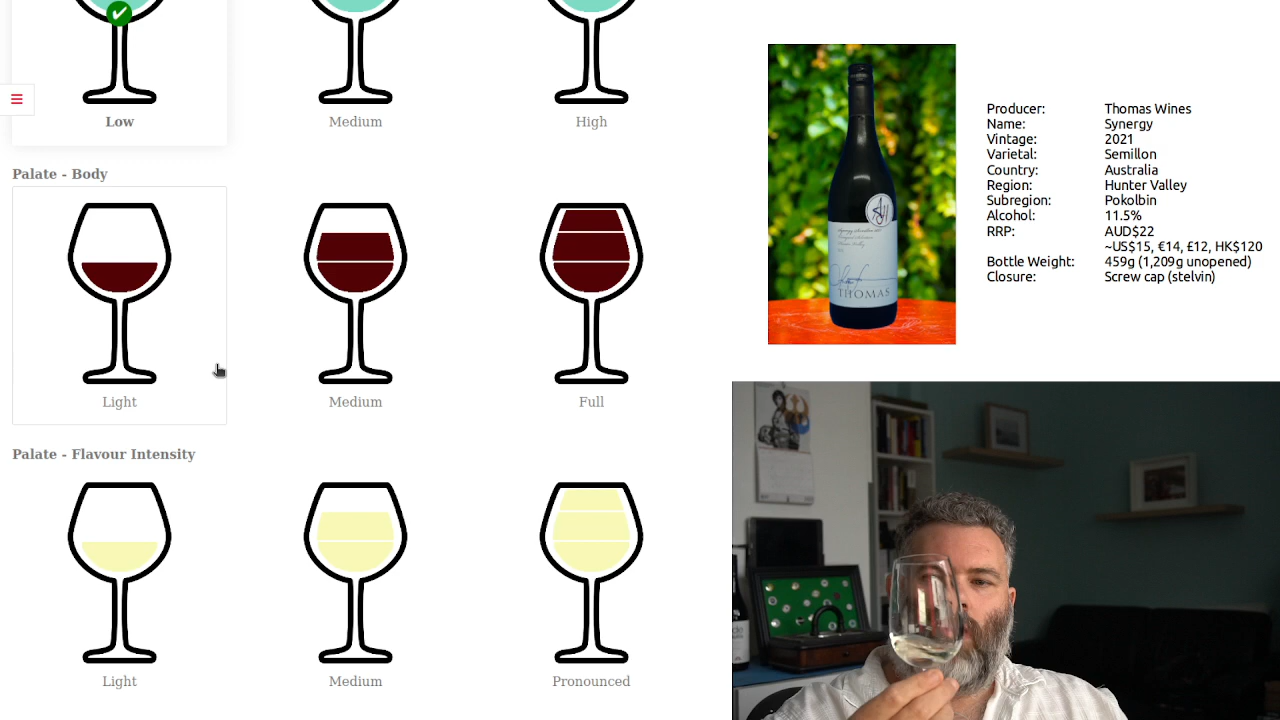 Low
Medium
High
Palate - Body
Light
Medium
Full
Palate - Flavour Intensity
Light
Medium
Pronounced
Producer: Thomas Wines
Name: Synergy
Vintage: 2021
Varietal: Semillon
Country: Australia
Region: Hunter Valley
Subregion: Pokolbin
Alcohol: 11.5%
RRP: AUD$22
~US$15, €14, £12, HK$120
Bottle Weight: 459g (1,209g unopened)
Closure: Screw cap (stelvin)
THOMAS